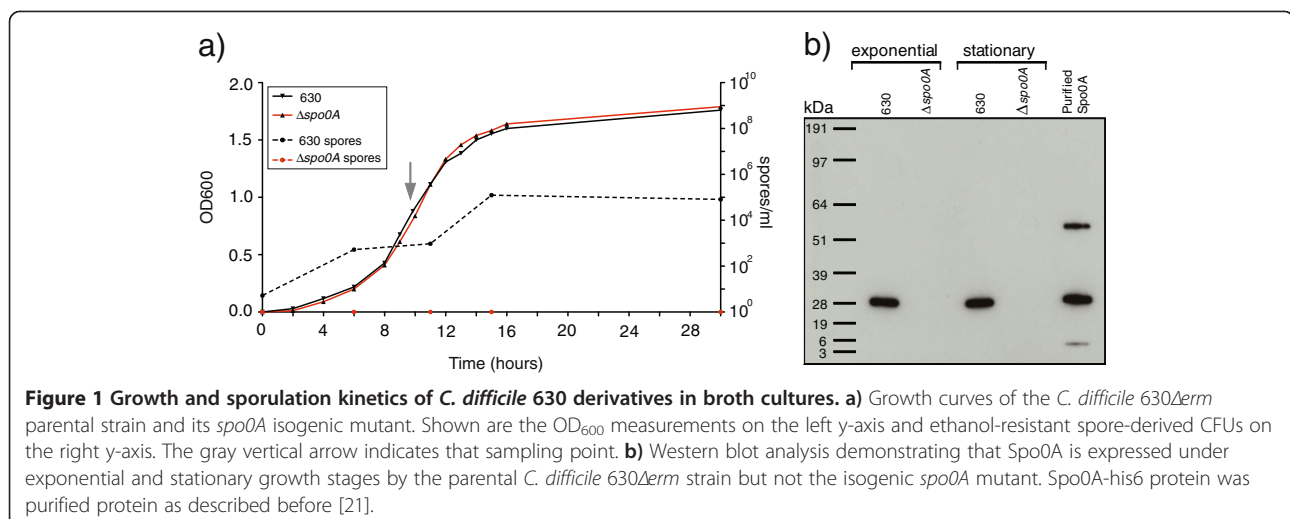 a)
2.0
1.5
1.0
0.5
0.0
OD600
630
Δspo0A
630 spores
Δspo0A spores
10^10
10^8
10^6
10^4
10^2
10^0
spores/ml
0 4 8 12 16 20 24 28
Time (hours)
b)
exponential stationary
630
Δspo0A
630
Δspo0A
Purified
Spo0A
kDa
191
97
64
51
39
28
19
6
3
Figure 1 Growth and sporulation kinetics of C. difficile 630 derivatives in broth cultures. a) Growth curves of the C. difficile 630Δerm
parental strain and its spo0A isogenic mutant. Shown are the OD600 measurements on the left y-axis and ethanol-resistant spore-derived CFUs on
the right y-axis. The gray vertical arrow indicates that sampling point. b) Western blot analysis demonstrating that Spo0A is expressed under
exponential and stationary growth stages by the parental C. difficile 630Δerm strain but not the isogenic spo0A mutant. Spo0A-his6 protein was
purified protein as described before [21].